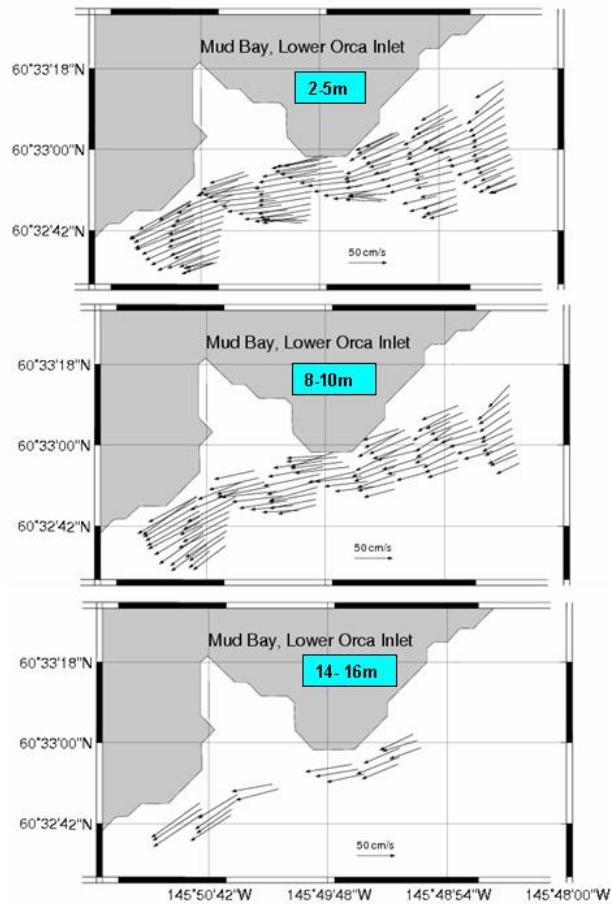 Mud Bay, Lower Orca Inlet
60°33'18"N
2-5m
60°33'00"N
60°32'42"N
50 cm/s
Mud Bay, Lower Orca Inlet
60°33'18"N
8-10m
60°33'00"N
60°32'42"N
50 cm/s
Mud Bay, Lower Orca Inlet
60°33'18"N
14- 16m
60°33'00"N
60°32'42"N
50 cm/s
145°50'42"W 145°49'48"W 145°48'54"W 145°48'00"W